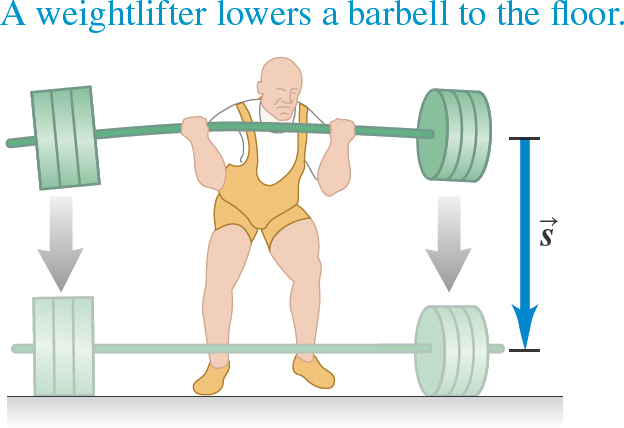 A weightlifter lowers a barbell to the floor.
s⃗